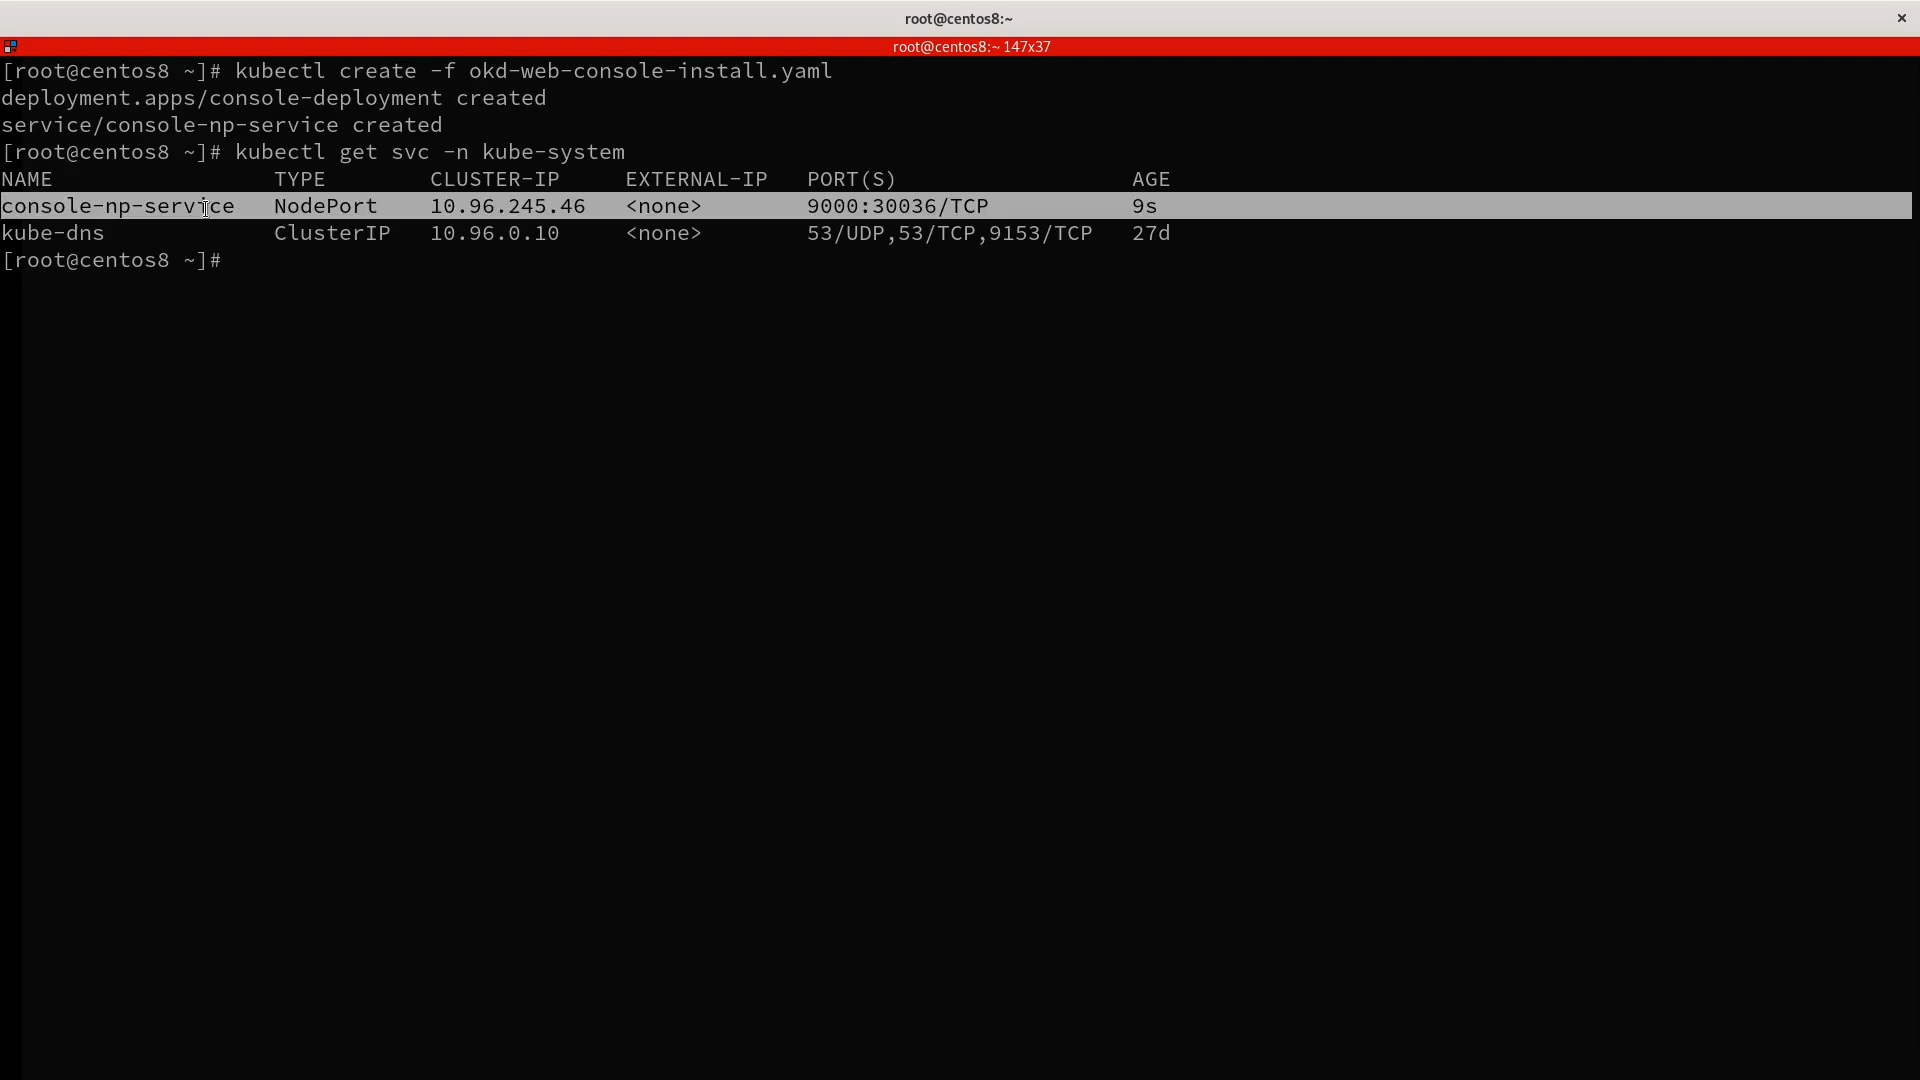 root@centos8:~
root@centos8:~ 147x37
[root@centos8 ~]# kubectl create -f okd-web-console-install.yaml
deployment.apps/console-deployment created
service/console-np-service created
[root@centos8 ~]# kubectl get svc -n kube-system
NAME                 TYPE        CLUSTER-IP     EXTERNAL-IP   PORT(S)                  AGE
console-np-service   NodePort    10.96.245.46   <none>        9000:30036/TCP           9s
kube-dns             ClusterIP   10.96.0.10     <none>        53/UDP,53/TCP,9153/TCP   27d
[root@centos8 ~]#